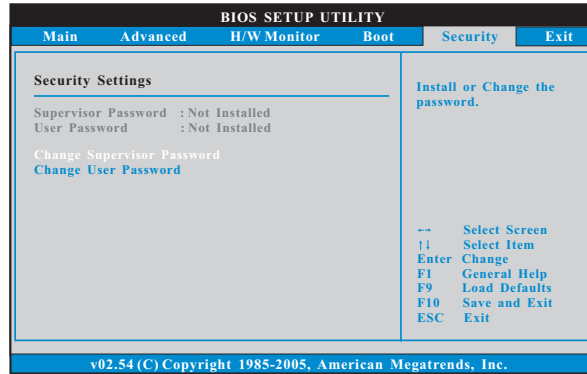 BIOS SETUP UTILITY
Main Advanced H/W Monitor Boot Security Exit
Security Settings
Supervisor Password : Not Installed
User Password : Not Installed
Change Supervisor Password
Change User Password
Install or Change the
password.
←→ Select Screen
↑↓ Select Item
Enter Change
F1 General Help
F9 Load Defaults
F10 Save and Exit
ESC Exit
v02.54 (C) Copyright 1985-2005, American Megatrends, Inc.